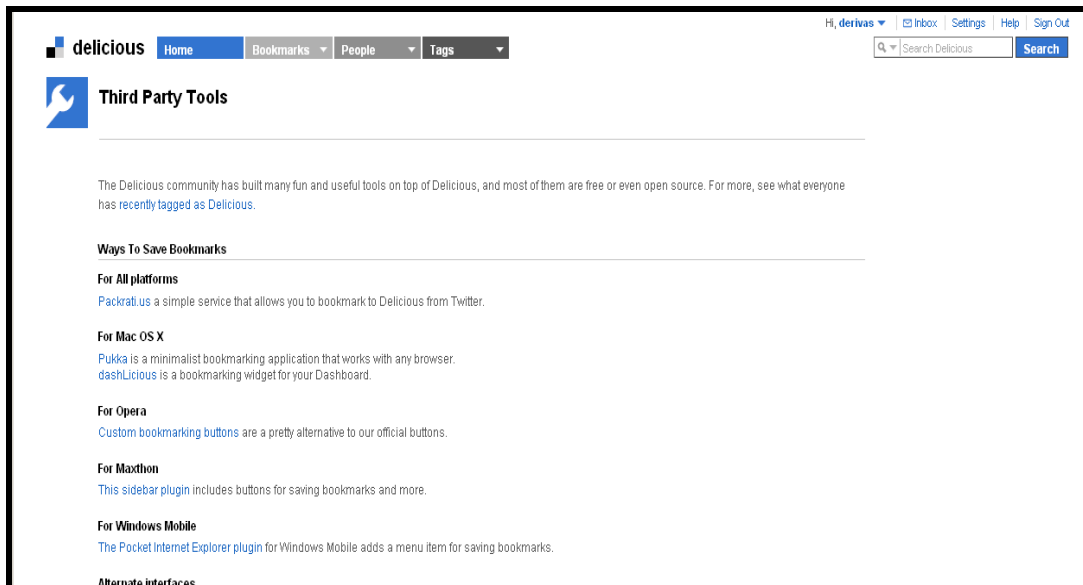 Hi, derivas Inbox Settings Help Sign Out
delicious Home Bookmarks People Tags Search Delicious Search
Third Party Tools
The Delicious community has built many fun and useful tools on top of Delicious, and most of them are free or even open source. For more, see what everyone
has recently tagged as Delicious.
Ways To Save Bookmarks
For All platforms
Packrati.us a simple service that allows you to bookmark to Delicious from Twitter.
For Mac OS X
Pukka is a minimalist bookmarking application that works with any browser.
dashLicious is a bookmarking widget for your Dashboard.
For Opera
Custom bookmarking buttons are a pretty alternative to our official buttons.
For Maxthon
This sidebar plugin includes buttons for saving bookmarks and more.
For Windows Mobile
The Pocket Internet Explorer plugin for Windows Mobile adds a menu item for saving bookmarks.
Alternate interfaces